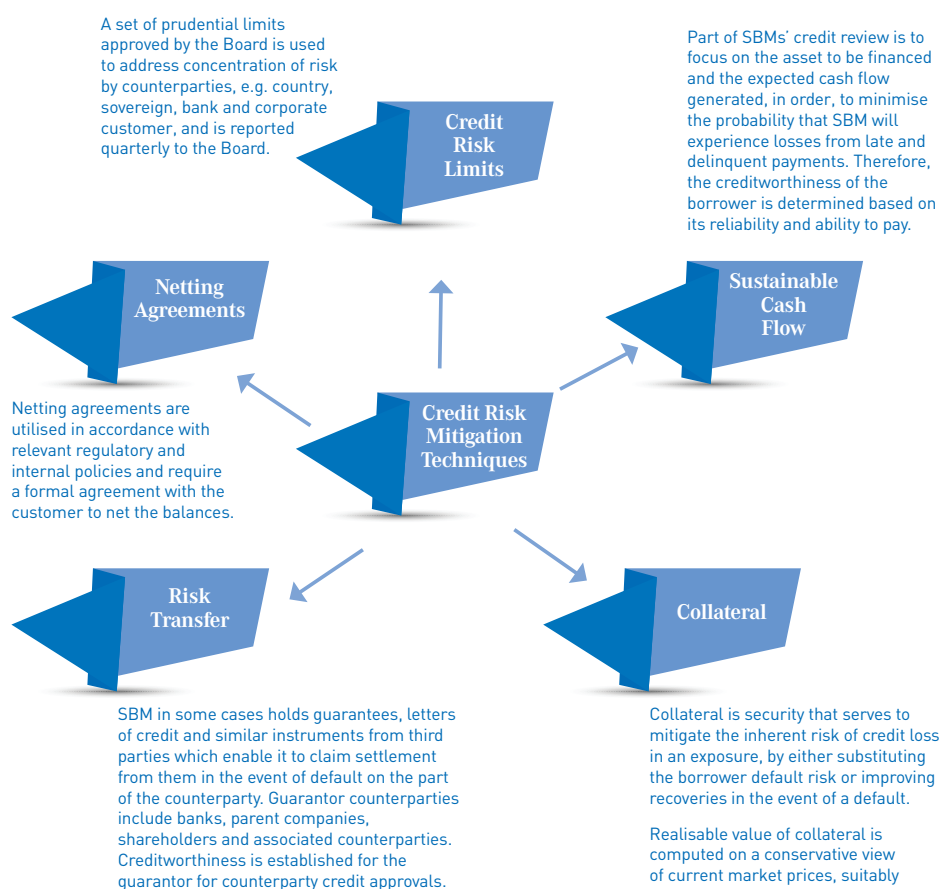 A set of prudential limits
approved by the Board is used
to address concentration of risk
by counterparties, e.g. country,
sovereign, bank and corporate
customer, and is reported
quarterly to the Board.
Credit
Risk
Limits
Part of SBMs' credit review is to
focus on the asset to be financed
and the expected cash flow
generated, in order, to minimise
the probability that SBM will
experience losses from late and
delinquent payments. Therefore,
the creditworthiness of the
borrower is determined based on
its reliability and ability to pay.
Netting
Agreements
Sustainable
Cash
Flow
Netting agreements are
utilised in accordance with
relevant regulatory and
internal policies and require
a formal agreement with the
customer to net the balances.
Credit Risk
Mitigation
Techniques
Risk
Transfer
Collateral
SBM in some cases holds guarantees, letters
of credit and similar instruments from third
parties which enable it to claim settlement
from them in the event of default on the part
of the counterparty. Guarantor counterparties
include banks, parent companies,
shareholders and associated counterparties.
Creditworthiness is established for the
guarantor for counterparty credit approvals.
Collateral is security that serves to
mitigate the inherent risk of credit loss
in an exposure, by either substituting
the borrower default risk or improving
recoveries in the event of a default.
Realisable value of collateral is
computed on a conservative view
of current market prices, suitably